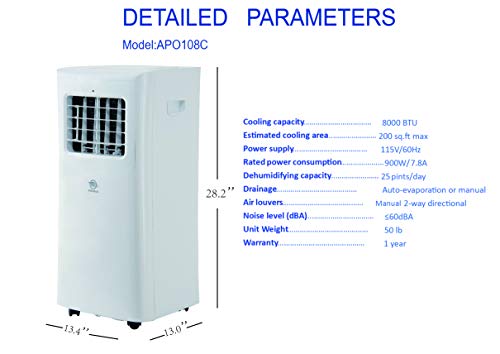 DETAILED PARAMETERS
Model:APO108C
Cooling capacity 8000 BTU
Estimated cooling area 200 sq.ft max
Power supply 115V/60Hz
Rated power consumption 900W/7.8A
Dehumidifying capacity 25pints/day
Drainage Auto-evaporation or manual
Air louvers Manual 2-way directional
Noise level (dBA) ≤60dBA
Unit Weight 50 lb
Warranty 1 year
28.2”
13.4”
13.0”